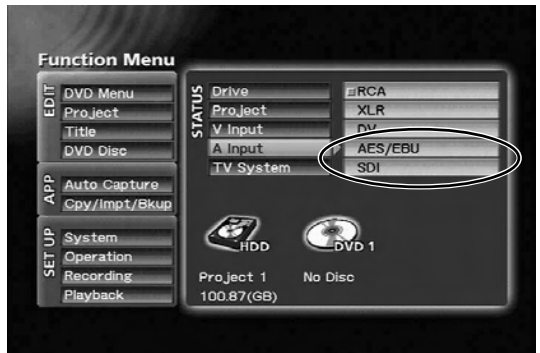 Function Menu
EDIT
DVD Menu
Project
Title
DVD Disc
APP
Auto Capture
Cpy/Impt/Bkup
SET UP
System
Operation
Recording
Playback
STATUS
Drive
Project
V Input
A Input
TV System
RCA
XLR
DV
AES/EBU
SDI
HDD
DVD 1
Project 1
No Disc
100.87(GB)